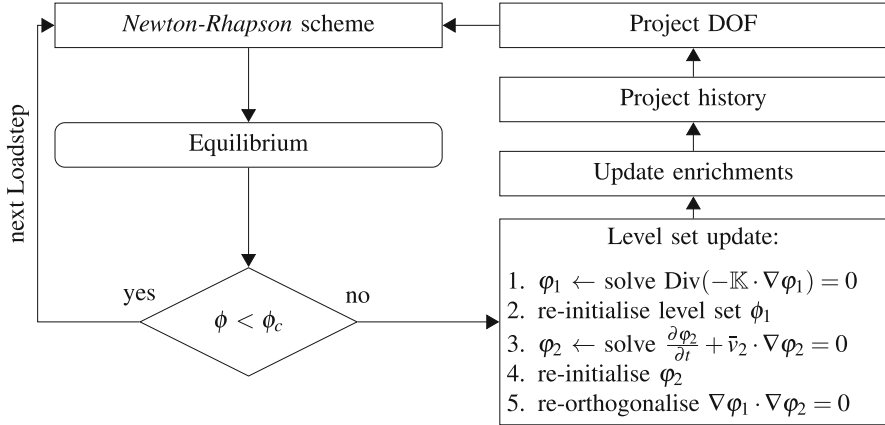 Newton-Rhapson scheme
Project DOF
Project history
Equilibrium
Update enrichments
next Loadstep
Level set update:
1. φ₁ ← solve Div(−𝕂 · ∇φ₁) = 0
2. re-initialise level set ϕ₁
3. φ₂ ← solve ∂φ₂/∂t + v̄₂ · ∇φ₂ = 0
4. re-initialise φ₂
5. re-orthogonalise ∇φ₁ · ∇φ₂ = 0
yes
no
ϕ < ϕ_c